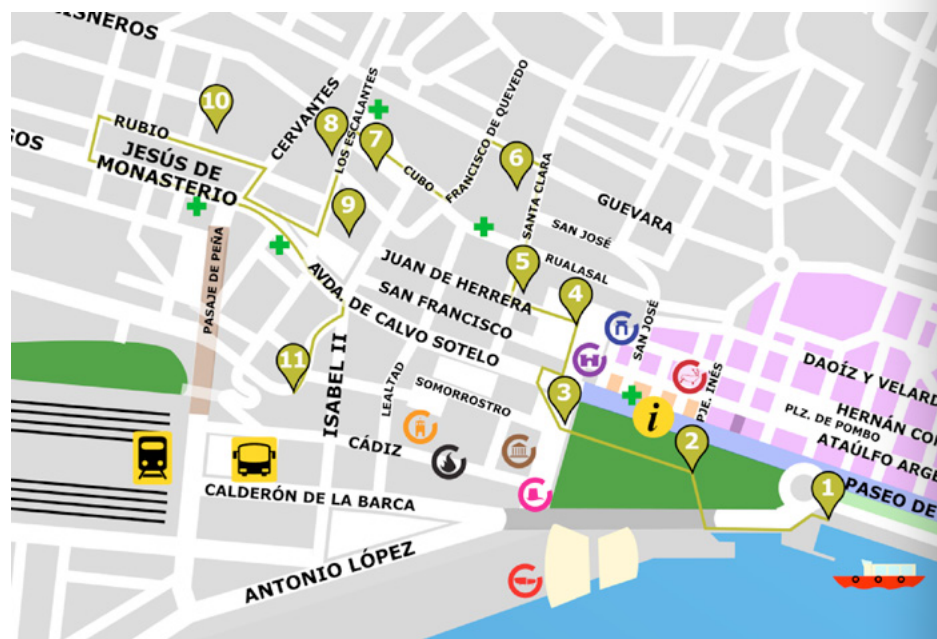 ISNEROS
10
CERVANTES
LOS ESCALANTES
8
7
FRANCISCO DE QUEVEDO
RUBIO
GOS
JESÚS DE
MONASTERIO
CUBO
6
SANTA CLARA
GUEVARA
9
SAN JOSÉ
PASAJE DE PEÑA
JUAN DE HERRERA
5
RUALASAL
4
AVDA. DE CALVO SOTELO
SAN FRANCISCO
SAN JOSÉ
11
ISABEL II
LEALTAD
SOMORROSTRO
3
PJE. INÉS
DAOÍZ Y VELARD
HERNÁN CO
PLZ. DE POMBO
ATAÚLFO ARGE
i
2
CÁDIZ
1
PASEO DE
CALDERÓN DE LA BARCA
ANTONIO LÓPEZ